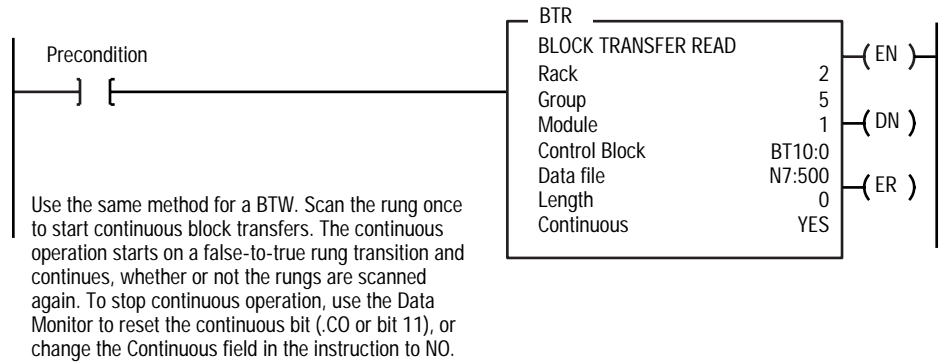 BTR
Precondition
BLOCK TRANSFER READ
EN
Rack 2
Group 5
Module 1
DN
Control Block BT10:0
Data file N7:500
ER
Length 0
Continuous YES
Use the same method for a BTW. Scan the rung once
to start continuous block transfers. The continuous
operation starts on a false-to-true rung transition and
continues, whether or not the rungs are scanned
again. To stop continuous operation, use the Data
Monitor to reset the continuous bit (.CO or bit 11), or
change the Continuous field in the instruction to NO.